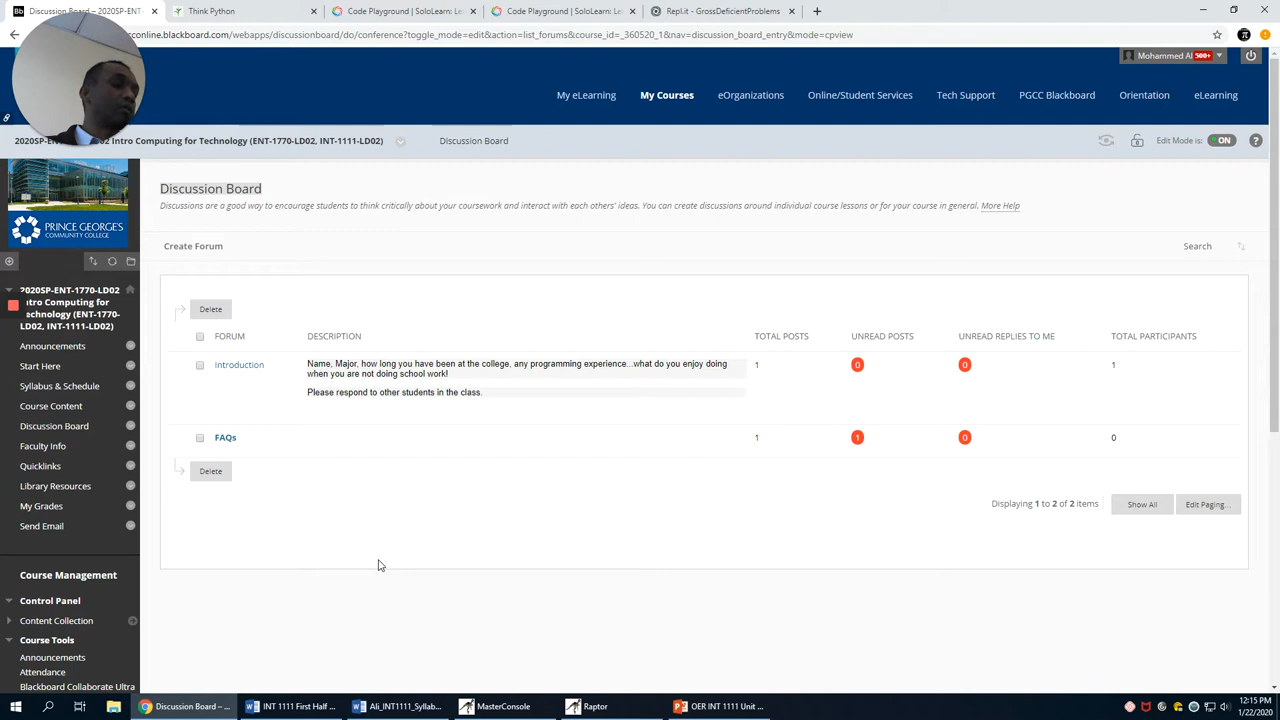 Bb Discussion Board – 2020SP-ENT
Think Python
Code Playground | SoloLearn: L
Code Playground | SoloLearn: L
Repl.it - GrossDeficientProblems
online.blackboard.com/webapps/discussionboard/do/conference?toggle_mode=edit&action=list_forums&course_id=_360520_1&nav=discussion_board_entry&mode=cpview
Mohammed Al 500+
My eLearning My Courses eOrganizations Online/Student Services Tech Support PGCC Blackboard Orientation eLearning
2020SP-EN 02 Intro Computing for Technology (ENT-1770-LD02, INT-1111-LD02) Discussion Board Edit Mode is: ON ?
PRINCE GEORGE'S
COMMUNITY COLLEGE
2020SP-ENT-1770-LD02
Intro Computing for
Technology (ENT-1770-
LD02, INT-1111-LD02)
Announcements
Start Here
Syllabus & Schedule
Course Content
Discussion Board
Faculty Info
Quicklinks
Library Resources
My Grades
Send Email
Course Management
Control Panel
Content Collection
Course Tools
Announcements
Attendance
Blackboard Collaborate Ultra
Discussion Board
Discussions are a good way to encourage students to think critically about your coursework and interact with each others' ideas. You can create discussions around individual course lessons or for your course in general. More Help
Create Forum Search
Delete
FORUM DESCRIPTION TOTAL POSTS UNREAD POSTS UNREAD REPLIES TO ME TOTAL PARTICIPANTS
Introduction Name, Major, how long you have been at the college, any programming experience...what do you enjoy doing 1 0 0 1
when you are not doing school work!
Please respond to other students in the class.
FAQs 1 1 0 0
Delete
Displaying 1 to 2 of 2 items Show All Edit Paging...
Discussion Board – ... INT 1111 First Half ... Ali_INT1111_Syllab... MasterConsole Raptor OER INT 1111 Unit ... 12:15 PM
1/22/2020